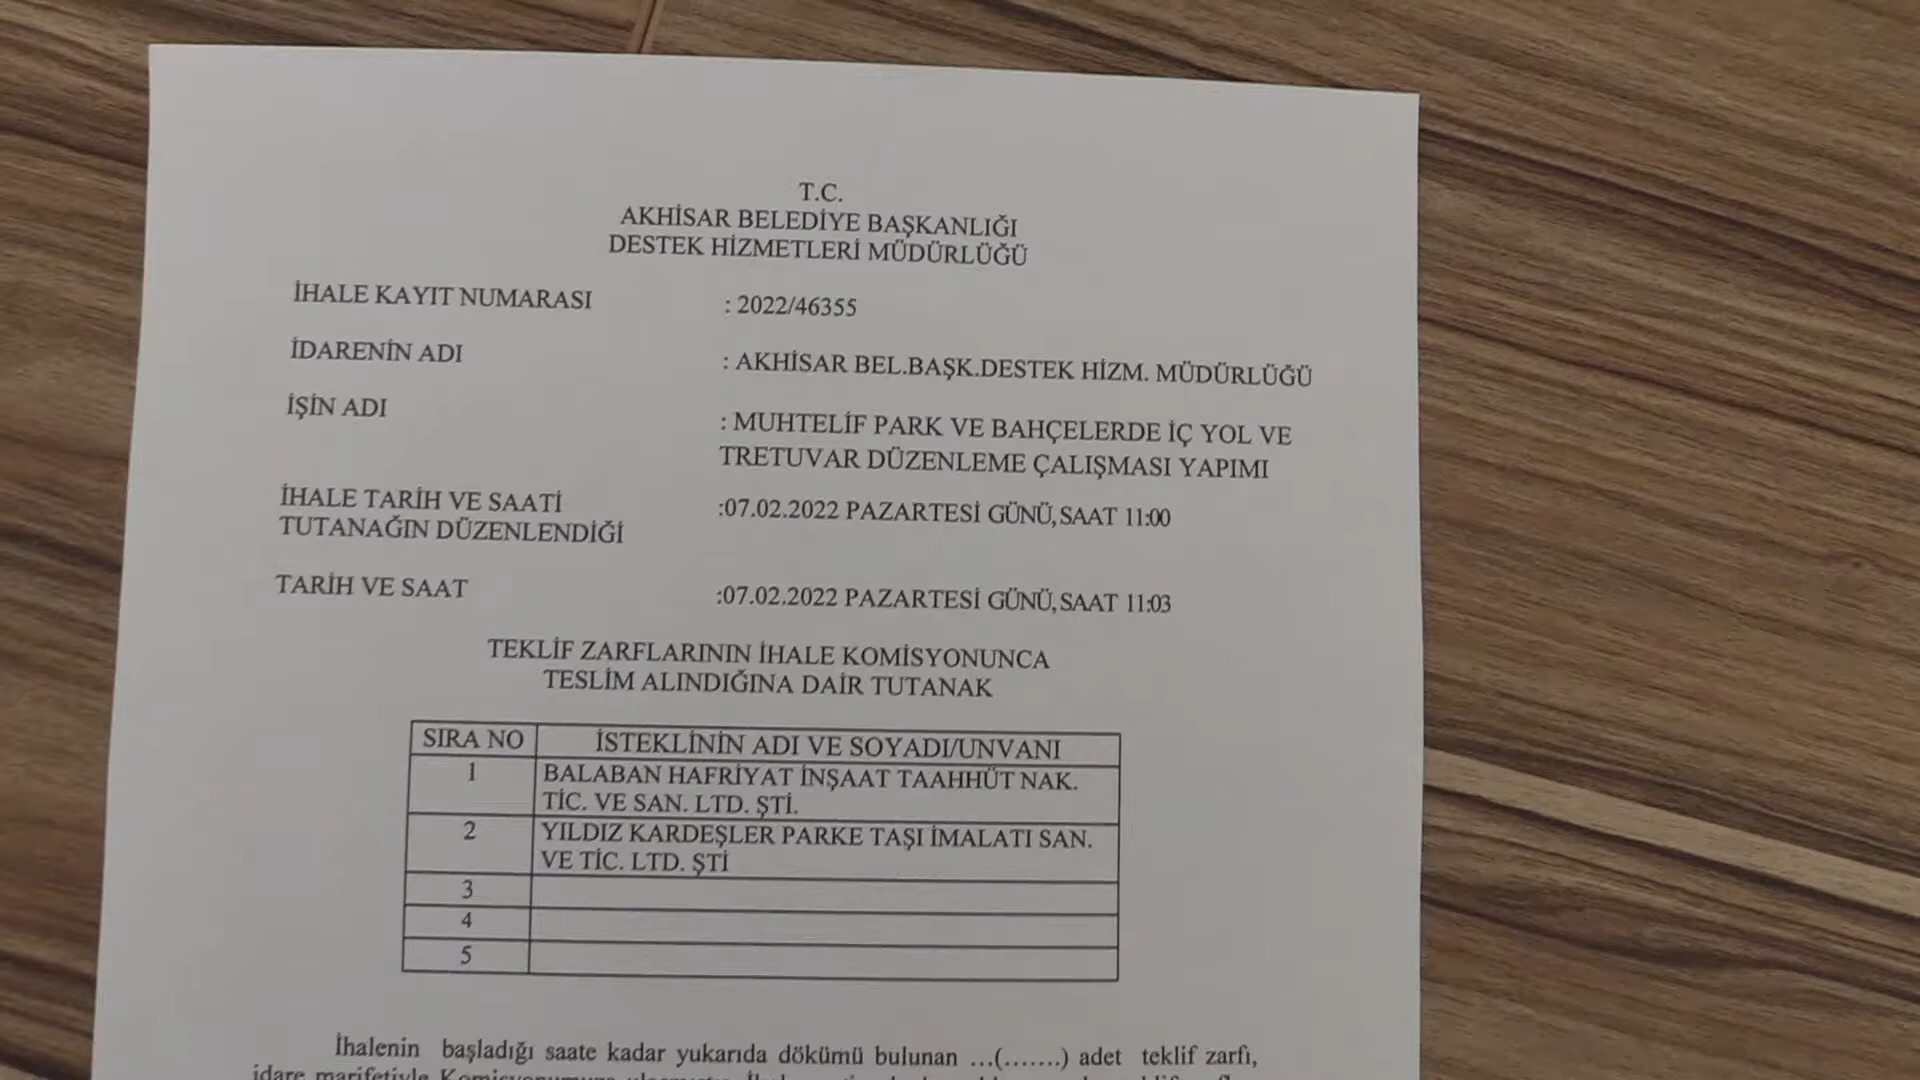 T.C.
AKHİSAR BELEDİYE BAŞKANLIĞI
DESTEK HİZMETLERİ MÜDÜRLÜĞÜ
İHALE KAYIT NUMARASI : 2022/46355
İDARENİN ADI : AKHİSAR BEL.BAŞK.DESTEK HİZM. MÜDÜRLÜĞÜ
İŞİN ADI : MUHTELİF PARK VE BAHÇELERDE İÇ YOL VE
TRETUVAR DÜZENLEME ÇALIŞMASI YAPIMI
İHALE TARİH VE SAATİ :07.02.2022 PAZARTESİ GÜNÜ,SAAT 11:00
TUTANAĞIN DÜZENLENDİĞİ
TARİH VE SAAT :07.02.2022 PAZARTESİ GÜNÜ,SAAT 11:03
TEKLİF ZARFLARININ İHALE KOMİSYONUNCA
TESLİM ALINDIĞINA DAİR TUTANAK
SIRA NO İSTEKLİNİN ADI VE SOYADI/UNVANI
1 BALABAN HAFRİYAT İNŞAAT TAAHHÜT NAK.
TİC. VE SAN. LTD. ŞTİ.
2 YILDIZ KARDEŞLER PARKE TAŞI İMALATI SAN.
VE TİC. LTD. ŞTİ
3
4
5
İhalenin başladığı saate kadar yukarıda dökümü bulunan ...(.......) adet teklif zarfı,
idare marifetiyle